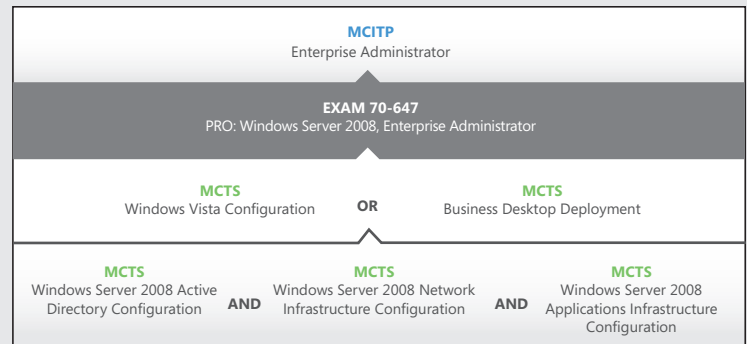 MCITP
Enterprise Administrator
EXAM 70-647
PRO: Windows Server 2008, Enterprise Administrator
MCTS
Windows Vista Configuration
OR
MCTS
Business Desktop Deployment
MCTS
Windows Server 2008 Active
Directory Configuration
AND
MCTS
Windows Server 2008 Network
Infrastructure Configuration
AND
MCTS
Windows Server 2008
Applications Infrastructure
Configuration